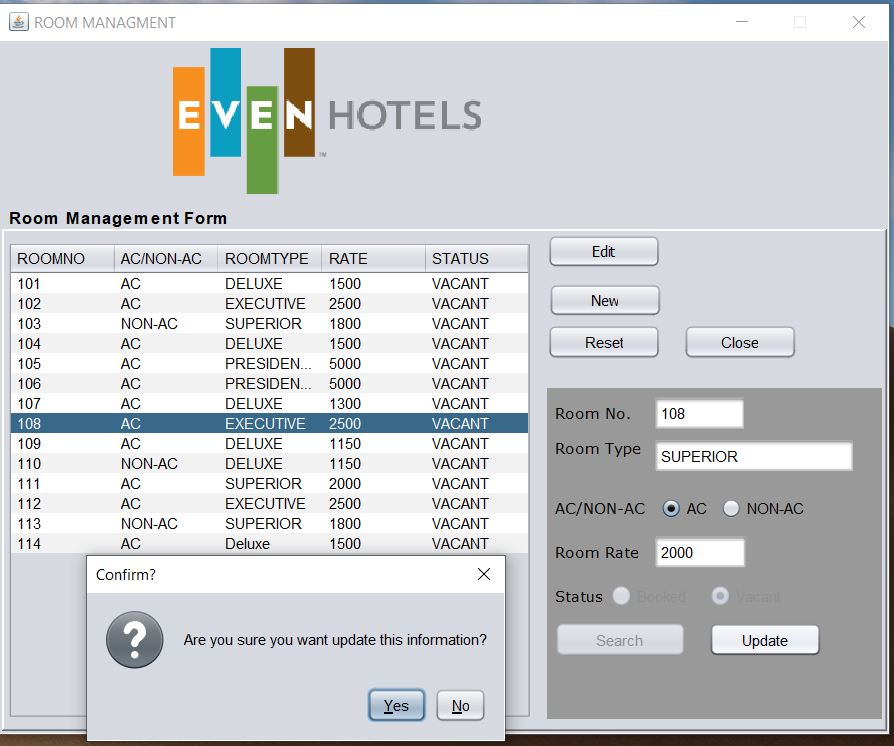 ROOM MANAGMENT
EVEN HOTELS ™
Room Management Form
ROOMNO AC/NON-AC ROOMTYPE RATE STATUS
101 AC DELUXE 1500 VACANT
102 AC EXECUTIVE 2500 VACANT
103 NON-AC SUPERIOR 1800 VACANT
104 AC DELUXE 1500 VACANT
105 AC PRESIDEN... 5000 VACANT
106 AC PRESIDEN... 5000 VACANT
107 AC DELUXE 1300 VACANT
108 AC EXECUTIVE 2500 VACANT
109 AC DELUXE 1150 VACANT
110 NON-AC DELUXE 1150 VACANT
111 AC SUPERIOR 2000 VACANT
112 AC EXECUTIVE 2500 VACANT
113 NON-AC SUPERIOR 1800 VACANT
114 AC Deluxe 1500 VACANT
Edit
New
Reset Close
Room No. 108
Room Type SUPERIOR
AC/NON-AC AC NON-AC
Room Rate 2000
Status Booked Vacant
Search Update
Confirm?
?
Are you sure you want update this information?
Yes No